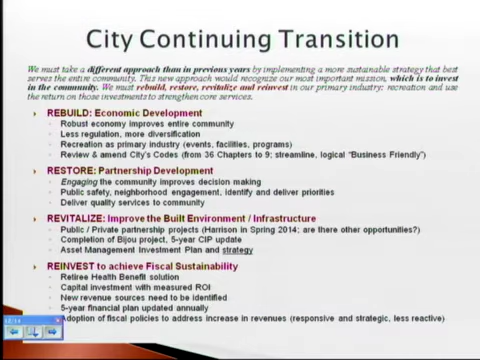 City Continuing Transition
We must take a different approach than in previous years by implementing a more sustainable strategy that best
serves the entire community. This new approach would recognize our most important mission, which is to invest
in the community. We must rebuild, restore, revitalize and reinvest in our primary industry: recreation and use
the return on those investments to strengthen core services.
REBUILD: Economic Development
Robust economy improves entire community
Less regulation, more diversification
Recreation as primary industry (events, facilities, programs)
Review & amend City's Codes (from 36 Chapters to 9; streamline, logical "Business Friendly")
RESTORE: Partnership Development
Engaging the community improves decision making
Public safety, neighborhood engagement, identify and deliver priorities
Deliver quality services to community
REVITALIZE: Improve the Built Environment / Infrastructure
Public / Private partnership projects (Harrison in Spring 2014; are there other opportunities?)
Completion of Bijou project, 5-year CIP update
Asset Management Investment Plan and strategy
REINVEST to achieve Fiscal Sustainability
Retiree Health Benefit solution
Capital investment with measured ROI
New revenue sources need to be identified
5-year financial plan updated annually
Adoption of fiscal policies to address increase in revenues (responsive and strategic, less reactive)